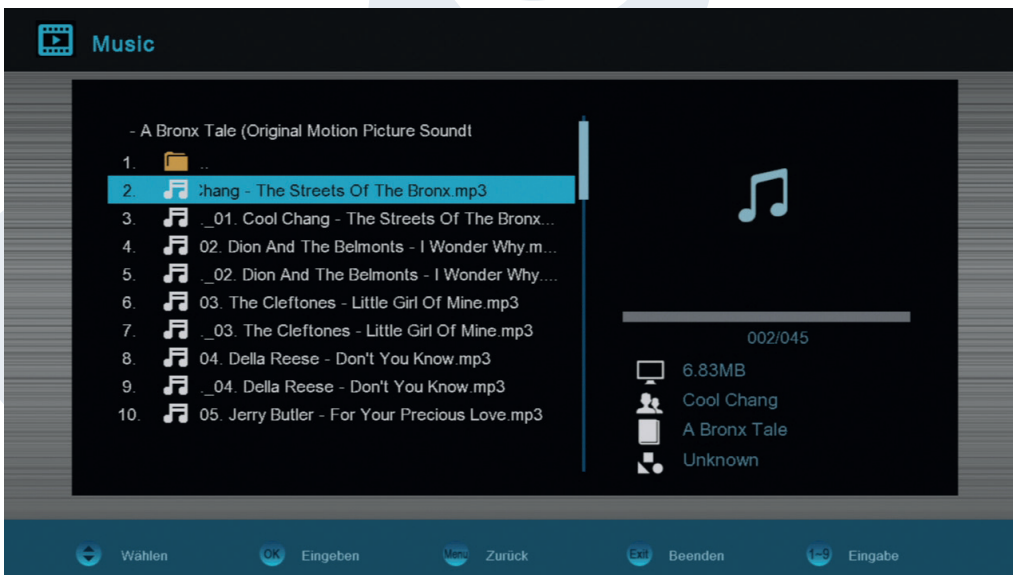 Music
- A Bronx Tale (Original Motion Picture Soundt
1. ..
2. Chang - The Streets Of The Bronx.mp3
3. ._01. Cool Chang - The Streets Of The Bronx...
4. 02. Dion And The Belmonts - I Wonder Why.m...
5. ._02. Dion And The Belmonts - I Wonder Why....
6. 03. The Cleftones - Little Girl Of Mine.mp3
7. ._03. The Cleftones - Little Girl Of Mine.mp3
8. 04. Della Reese - Don't You Know.mp3
9. ._04. Della Reese - Don't You Know.mp3
10. 05. Jerry Butler - For Your Precious Love.mp3
002/045
6.83MB
Cool Chang
A Bronx Tale
Unknown
Wählen OK Eingeben Menu Zurück Exit Beenden 1-9 Eingabe